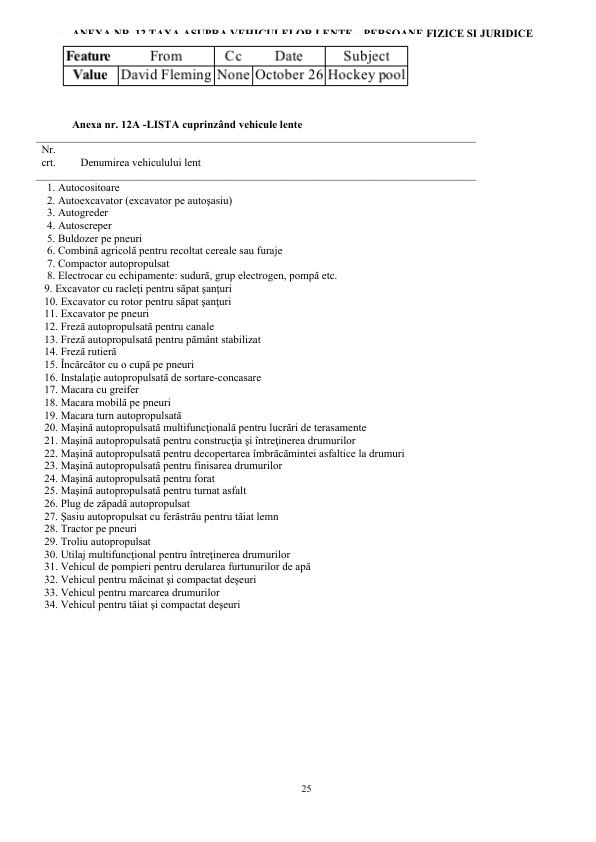 ANEXA NR. 12 TAXA ASUPRA VEHICULELOR LENTE – PERSOANE FIZICE SI JURIDICE
Feature From Cc Date Subject
Value David Fleming None October 26 Hockey pool
Anexa nr. 12A -LISTA cuprinzând vehicule lente
Nr.
crt. Denumirea vehiculului lent
1. Autocositoare
2. Autoexcavator (excavator pe autoşasiu)
3. Autogreder
4. Autoscreper
5. Buldozer pe pneuri
6. Combină agricolă pentru recoltat cereale sau furaje
7. Compactor autopropulsat
8. Electrocar cu echipamente: sudură, grup electrogen, pompă etc.
9. Excavator cu racleţi pentru săpat şanţuri
10. Excavator cu rotor pentru săpat şanţuri
11. Excavator pe pneuri
12. Freză autopropulsată pentru canale
13. Freză autopropulsată pentru pământ stabilizat
14. Freză rutieră
15. Încărcător cu o cupă pe pneuri
16. Instalaţie autopropulsată de sortare-concasare
17. Macara cu greifer
18. Macara mobilă pe pneuri
19. Macara turn autopropulsată
20. Maşină autopropulsată multifuncţională pentru lucrări de terasamente
21. Maşină autopropulsată pentru construcţia şi întreţinerea drumurilor
22. Maşină autopropulsată pentru decopertarea îmbrăcămintei asfaltice la drumuri
23. Maşină autopropulsată pentru finisarea drumurilor
24. Maşină autopropulsată pentru forat
25. Maşină autopropulsată pentru turnat asfalt
26. Plug de zăpadă autopropulsat
27. Şasiu autopropulsat cu ferăstrău pentru tăiat lemn
28. Tractor pe pneuri
29. Troliu autopropulsat
30. Utilaj multifuncţional pentru întreţinerea drumurilor
31. Vehicul de pompieri pentru derularea furtunurilor de apă
32. Vehicul pentru măcinat şi compactat deşeuri
33. Vehicul pentru marcarea drumurilor
34. Vehicul pentru tăiat şi compactat deşeuri
25